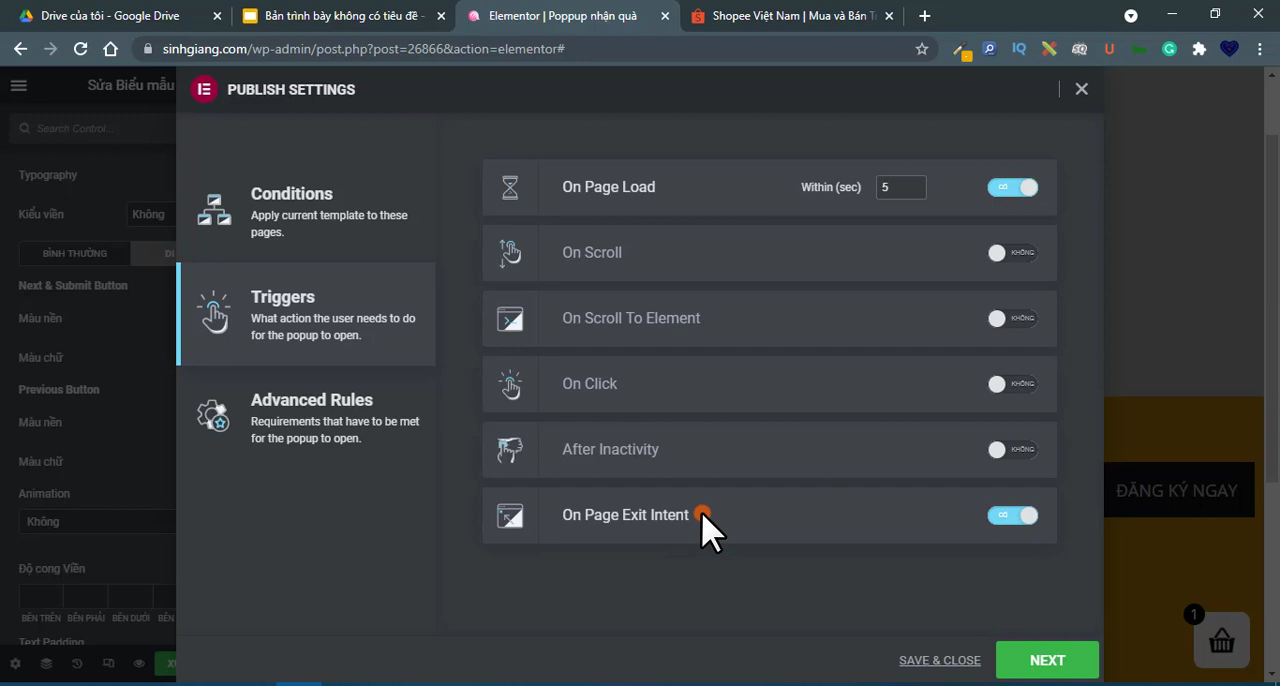 Drive của tôi - Google Drive
Bản trình bày không có tiêu đề -
Elementor | Poppup nhận quà
Shopee Việt Nam | Mua và Bán Tr
sinhgiang.com/wp-admin/post.php?post=26866&action=elementor#
IQ
SQ
U
G
Sửa Biểu mẫu
Search Control...
Typography
Kiểu viền
Không
BÌNH THƯỜNG
DI
Next & Submit Button
Màu nền
Màu chữ
Previous Button
Màu nền
Màu chữ
Animation
Không
Độ cong Viền
BÊN TRÊN
BÊN PHẢI
BÊN DƯỚI
BÊN
Text Padding
PUBLISH SETTINGS
Conditions
Apply current template to these
pages.
Triggers
What action the user needs to do
for the popup to open.
Advanced Rules
Requirements that have to be met
for the popup to open.
On Page Load
Within (sec)
5
On Scroll
KHÔNG
On Scroll To Element
KHÔNG
On Click
KHÔNG
After Inactivity
KHÔNG
On Page Exit Intent
SAVE & CLOSE
NEXT
ĐĂNG KÝ NGAY
1